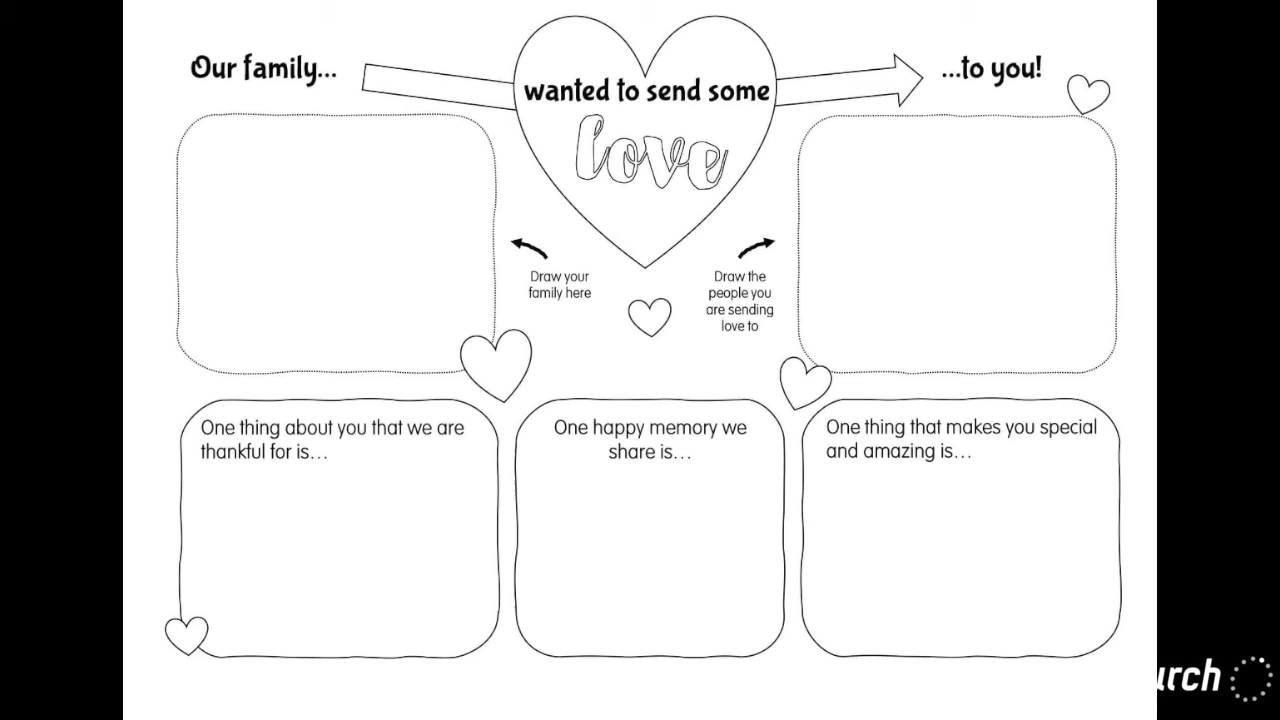 Our family...
wanted to send some
love
...to you!
Draw your
family here
Draw the
people you
are sending
love to
One thing about you that we are
thankful for is...
One happy memory we
share is...
One thing that makes you special
and amazing is...